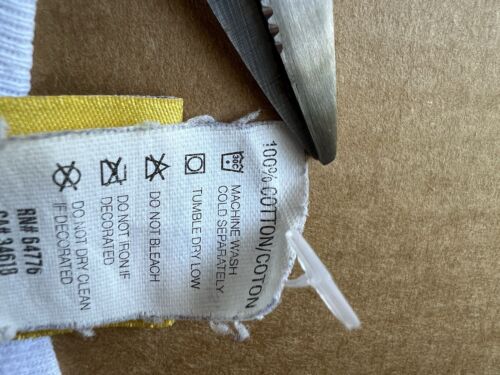 100% COTTON/COTON
30C
MACHINE WASH
COLD SEPARATELY
TUMBLE DRY LOW
DO NOT BLEACH
DO NOT IRON IF
DECORATED
DO NOT DRY CLEAN
IF DECORATED
RN# 64776
CA# 34618